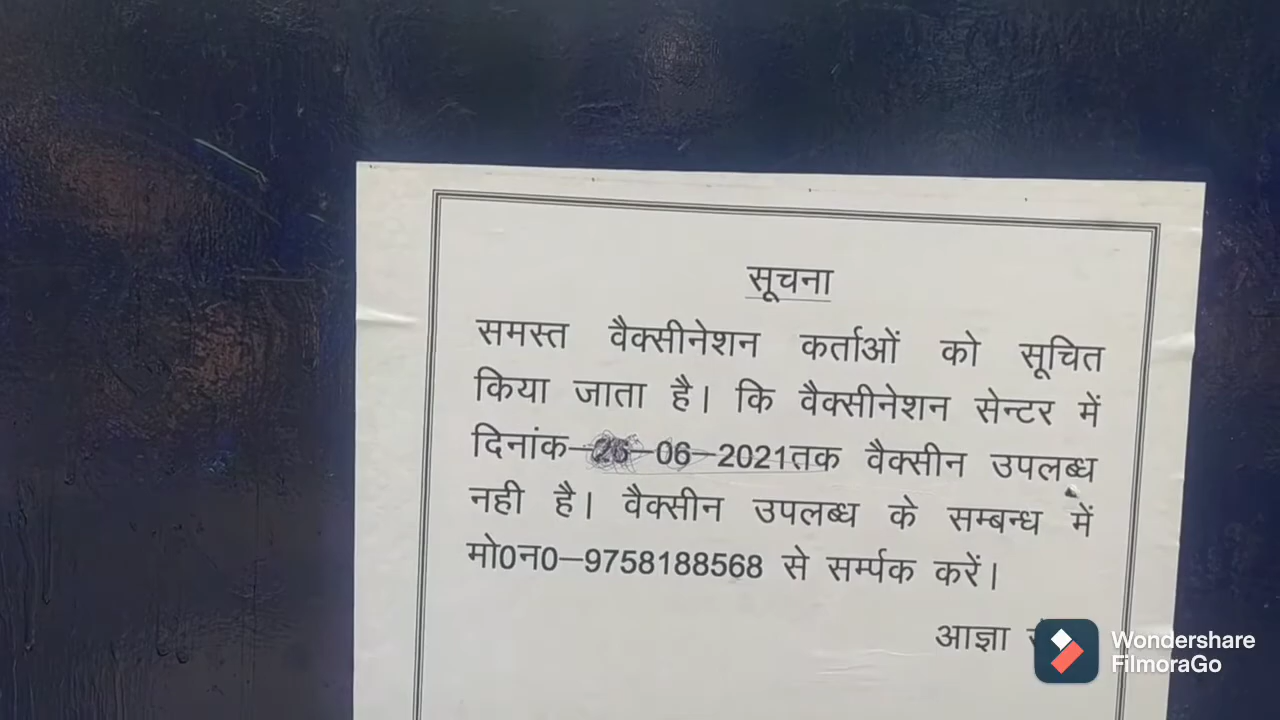 सूचना
समस्त वैक्सीनेशन कर्ताओं को सूचित
किया जाता है। कि वैक्सीनेशन सेन्टर में
दिनांक–26–06–2021तक वैक्सीन उपलब्ध
नही है। वैक्सीन उपलब्ध के सम्बन्ध में
मो0न0–9758188568 से सर्म्पक करें।
आज्ञा
Wondershare
FilmoraGo